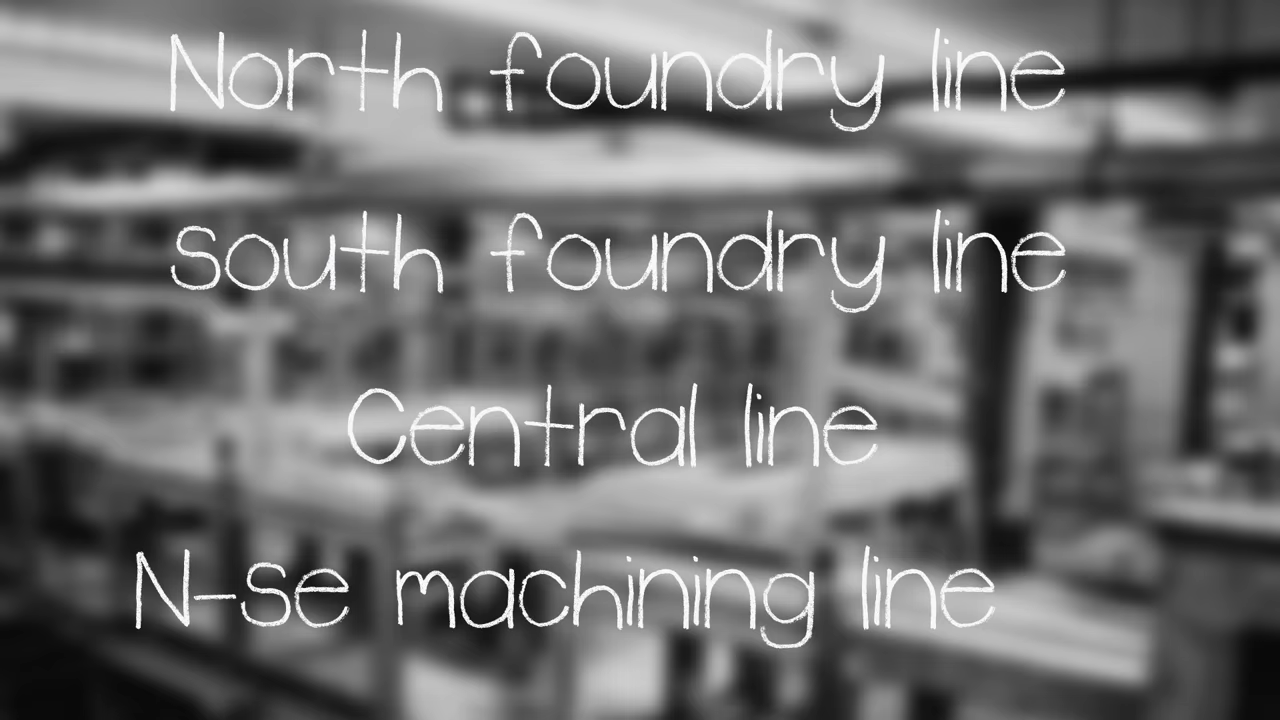 North foundry line
south foundry line
Central line
N-se machining line